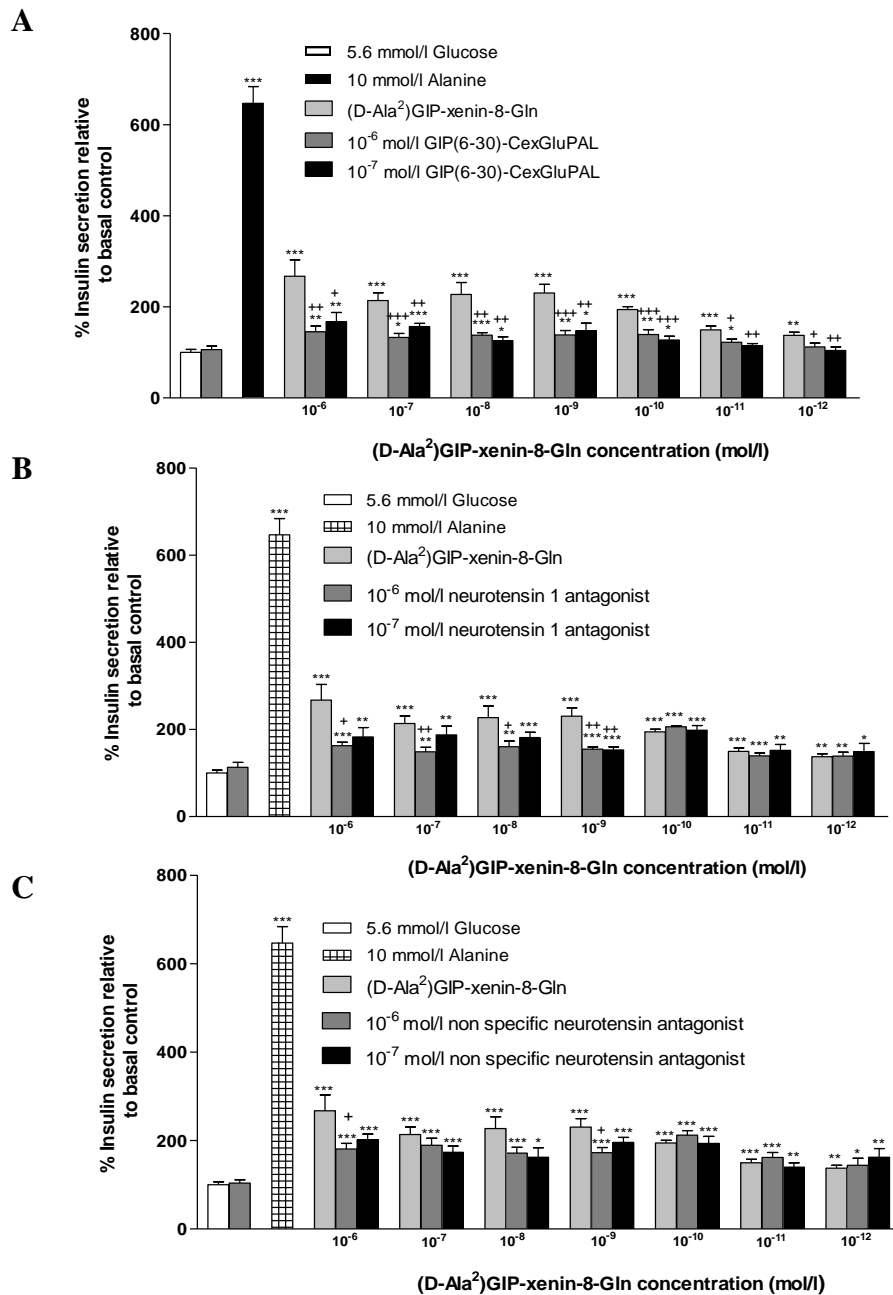 A
% Insulin secretion relative
to basal control
800
600
400
200
0
5.6 mmol/l Glucose
10 mmol/l Alanine
(D-Ala²)GIP-xenin-8-Gln
10⁻⁶ mol/l GIP(6-30)-CexGluPAL
10⁻⁷ mol/l GIP(6-30)-CexGluPAL
***
*** ++ ** + **
*** +++ * ++ ***
*** ++ *** ++ *
*** +++ ** ++ *
*** +++ ** +++ *
*** + * ++
** + ++
10⁻⁶ 10⁻⁷ 10⁻⁸ 10⁻⁹ 10⁻¹⁰ 10⁻¹¹ 10⁻¹²
(D-Ala²)GIP-xenin-8-Gln concentration (mol/l)
B
% Insulin secretion relative
to basal control
800
600
400
200
0
5.6 mmol/l Glucose
10 mmol/l Alanine
(D-Ala²)GIP-xenin-8-Gln
10⁻⁶ mol/l neurotensin 1 antagonist
10⁻⁷ mol/l neurotensin 1 antagonist
***
*** + *** **
*** ++ ** **
*** + ** ***
*** ++ *** ++ ***
*** *** ***
*** *** **
** ** *
10⁻⁶ 10⁻⁷ 10⁻⁸ 10⁻⁹ 10⁻¹⁰ 10⁻¹¹ 10⁻¹²
(D-Ala²)GIP-xenin-8-Gln concentration (mol/l)
C
% Insulin secretion relative
to basal control
800
600
400
200
0
5.6 mmol/l Glucose
10 mmol/l Alanine
(D-Ala²)GIP-xenin-8-Gln
10⁻⁶ mol/l non specific neurotensin antagonist
10⁻⁷ mol/l non specific neurotensin antagonist
***
*** + *** ***
*** *** ***
*** *** *
*** + *** ***
*** *** ***
*** *** **
** * **
10⁻⁶ 10⁻⁷ 10⁻⁸ 10⁻⁹ 10⁻¹⁰ 10⁻¹¹ 10⁻¹²
(D-Ala²)GIP-xenin-8-Gln concentration (mol/l)